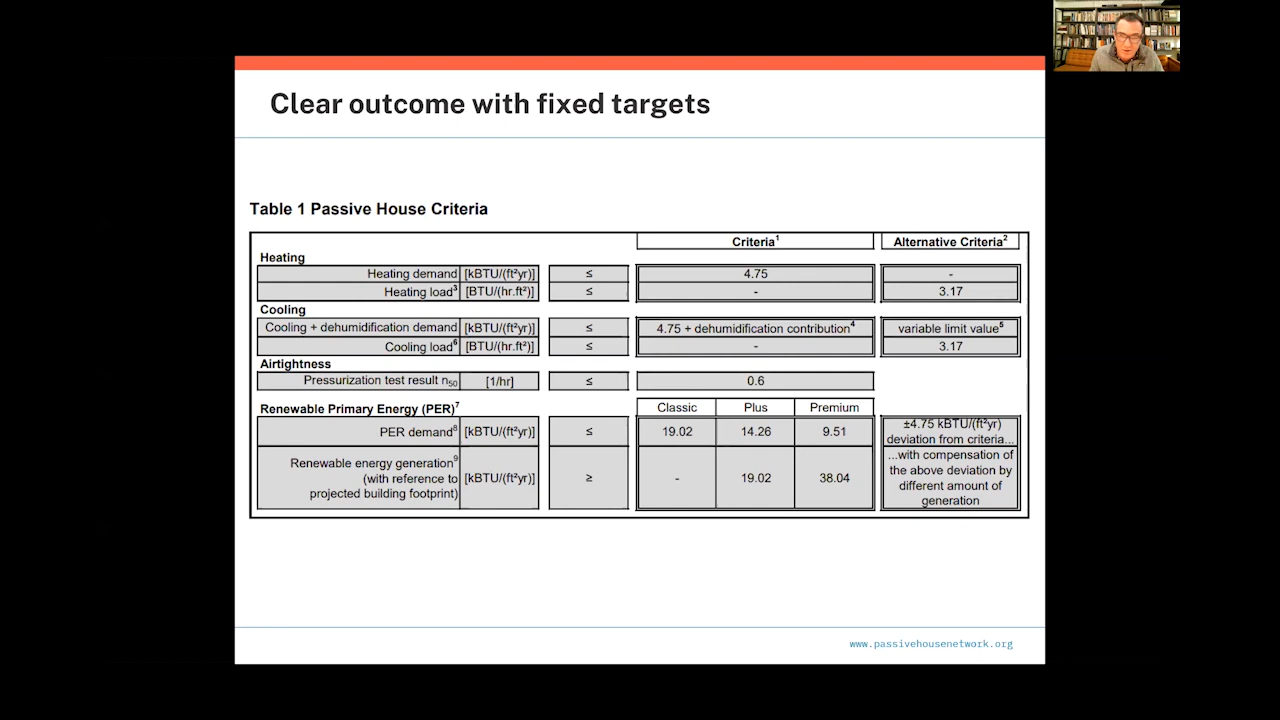 Clear outcome with fixed targets
Table 1 Passive House Criteria
Criteria¹ Alternative Criteria²
Heating
Heating demand [kBTU/(ft²yr)] ≤ 4.75 -
Heating load³ [BTU/(hr.ft²)] ≤ - 3.17
Cooling
Cooling + dehumidification demand [kBTU/(ft²yr)] ≤ 4.75 + dehumidification contribution⁴ variable limit value⁵
Cooling load⁶ [BTU/(hr.ft²)] ≤ - 3.17
Airtightness
Pressurization test result n₅₀ [1/hr] ≤ 0.6
Renewable Primary Energy (PER)⁷ Classic Plus Premium
PER demand⁸ [kBTU/(ft²yr)] ≤ 19.02 14.26 9.51 ±4.75 kBTU/(ft²yr)
deviation from criteria...
Renewable energy generation⁹
(with reference to
projected building footprint) [kBTU/(ft²yr)] ≥ - 19.02 38.04
...with compensation of
the above deviation by
different amount of
generation
www.passivehousenetwork.org